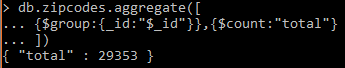 > db.zipcodes.aggregate([
... {$group:{_id:"$_id"}},{$count:"total"}
... ])
{ "total" : 29353 }